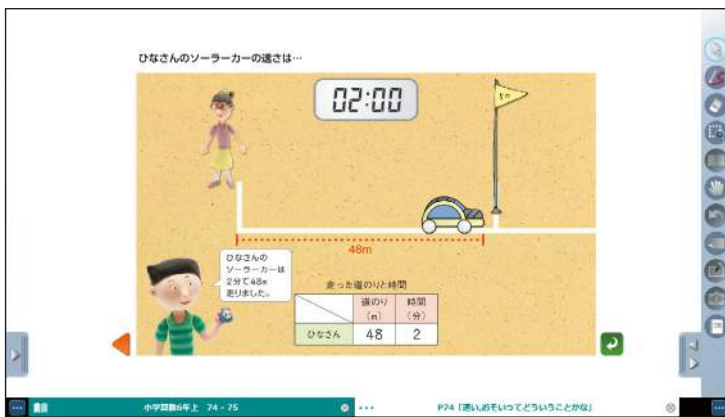 ひなさんのソーラーカーの速さは…
02:00
50
48m
ひなさんの
ソーラーカーは
2分で48m
走りました。
走った道のりと時間
道のり
(m)
時間
(分)
ひなさん
48
2
小学算数6年上 74・75
P74「速い,おそいってどういうことかな」